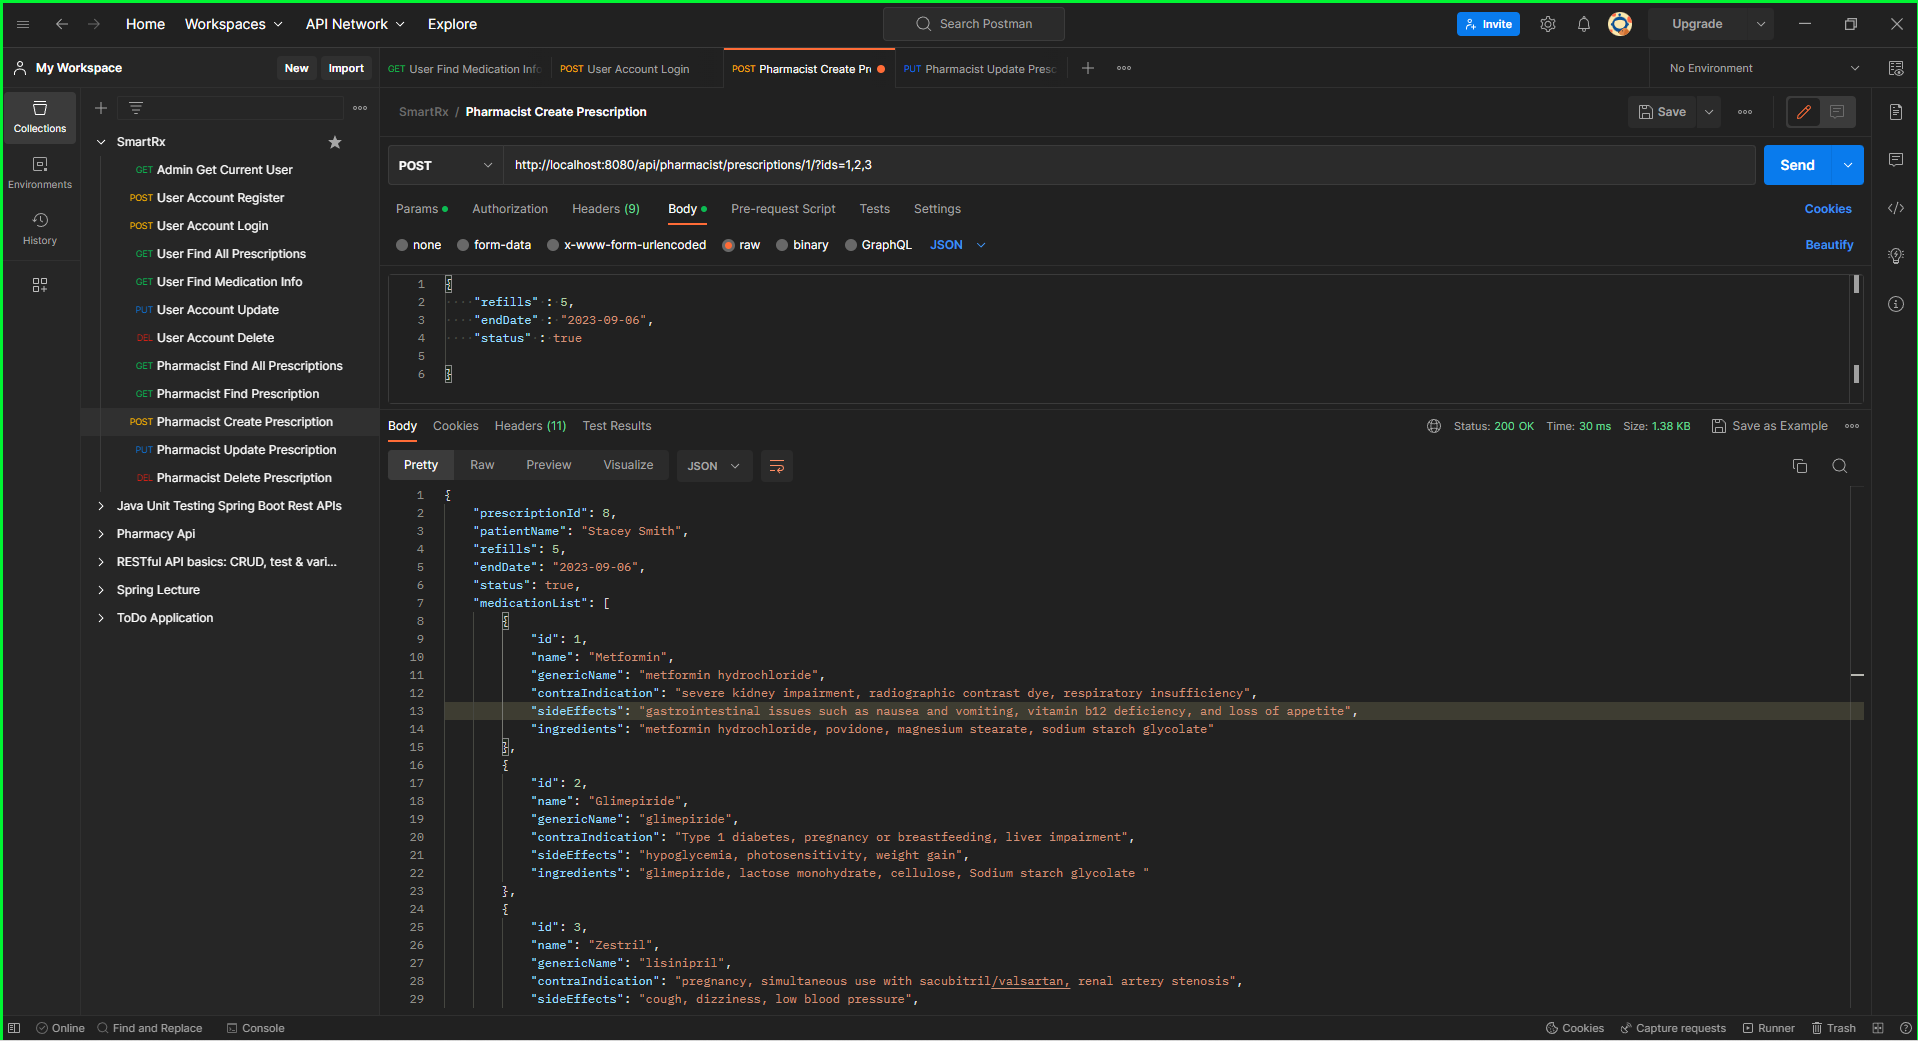 Home Workspaces API Network Explore Search Postman Invite Upgrade
My Workspace New Import GET User Find Medication Info POST User Account Login POST Pharmacist Create Pr PUT Pharmacist Update Presc No Environment
Collections
Environments
History
SmartRx
GET Admin Get Current User
POST User Account Register
POST User Account Login
GET User Find All Prescriptions
GET User Find Medication Info
PUT User Account Update
DEL User Account Delete
GET Pharmacist Find All Prescriptions
GET Pharmacist Find Prescription
POST Pharmacist Create Prescription
PUT Pharmacist Update Prescription
DEL Pharmacist Delete Prescription
Java Unit Testing Spring Boot Rest APIs
Pharmacy Api
RESTful API basics: CRUD, test & vari...
Spring Lecture
ToDo Application
SmartRx / Pharmacist Create Prescription Save
POST http://localhost:8080/api/pharmacist/prescriptions/1/?ids=1,2,3 Send
Params Authorization Headers (9) Body Pre-request Script Tests Settings Cookies
none form-data x-www-form-urlencoded raw binary GraphQL JSON Beautify
1 {
2 "refills" : 5,
3 "endDate" : "2023-09-06",
4 "status" : true
5
6 }
Body Cookies Headers (11) Test Results Status: 200 OK Time: 30 ms Size: 1.38 KB Save as Example
Pretty Raw Preview Visualize JSON
1 {
2 "prescriptionId": 8,
3 "patientName": "Stacey Smith",
4 "refills": 5,
5 "endDate": "2023-09-06",
6 "status": true,
7 "medicationList": [
8 {
9 "id": 1,
10 "name": "Metformin",
11 "genericName": "metformin hydrochloride",
12 "contraIndication": "severe kidney impairment, radiographic contrast dye, respiratory insufficiency",
13 "sideEffects": "gastrointestinal issues such as nausea and vomiting, vitamin b12 deficiency, and loss of appetite",
14 "ingredients": "metformin hydrochloride, povidone, magnesium stearate, sodium starch glycolate"
15 },
16 {
17 "id": 2,
18 "name": "Glimepiride",
19 "genericName": "glimepiride",
20 "contraIndication": "Type 1 diabetes, pregnancy or breastfeeding, liver impairment",
21 "sideEffects": "hypoglycemia, photosensitivity, weight gain",
22 "ingredients": "glimepiride, lactose monohydrate, cellulose, Sodium starch glycolate "
23 },
24 {
25 "id": 3,
26 "name": "Zestril",
27 "genericName": "lisinipril",
28 "contraIndication": "pregnancy, simultaneous use with sacubitril/valsartan, renal artery stenosis",
29 "sideEffects": "cough, dizziness, low blood pressure",
Online Find and Replace Console Cookies Capture requests Runner Trash